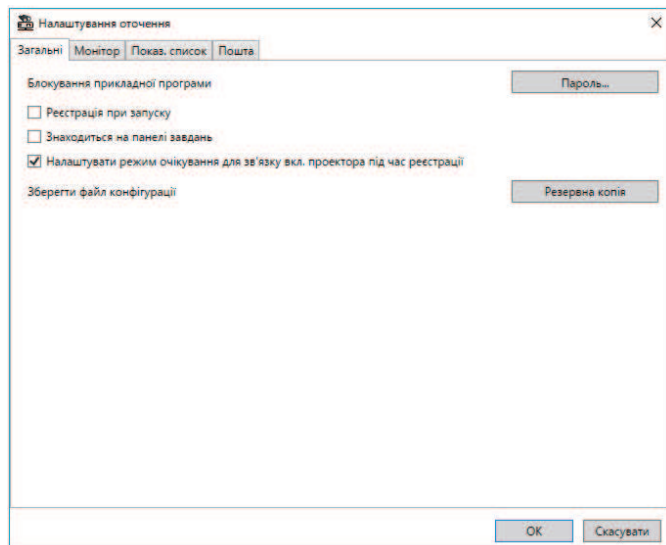 Налаштування оточення
Загальні Монітор Показ. список Пошта
Блокування прикладної програми Пароль...
Реєстрація при запуску
Знаходиться на панелі завдань
Налаштувати режим очікування для зв'язку вкл. проектора під час реєстрації
Зберегти файл конфігурації Резервна копія
OK Скасувати